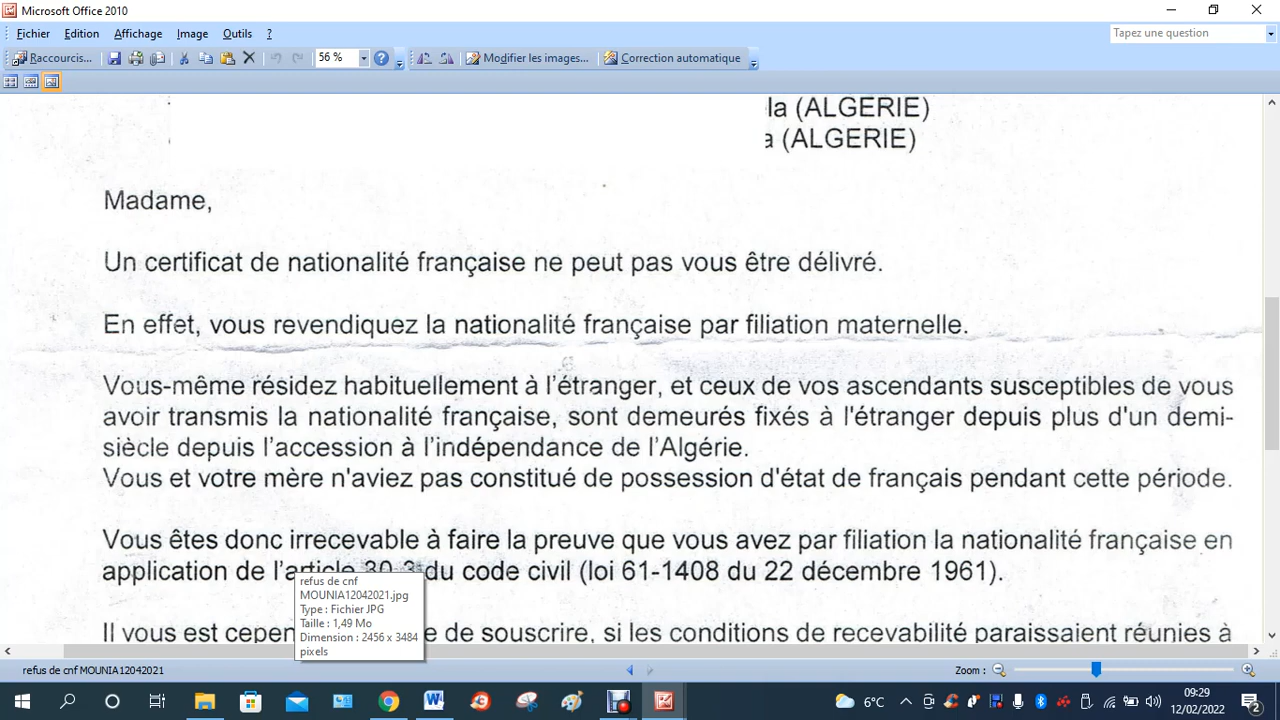 Microsoft Office 2010
Fichier Edition Affichage Image Outils ?
Tapez une question
Raccourcis... 56 % Modifier les images... Correction automatique
la (ALGERIE)
a (ALGERIE)
Madame,
Un certificat de nationalité française ne peut pas vous être délivré.
En effet, vous revendiquez la nationalité française par filiation maternelle.
Vous-même résidez habituellement à l'étranger, et ceux de vos ascendants susceptibles de vous
avoir transmis la nationalité française, sont demeurés fixés à l'étranger depuis plus d'un demi-
siècle depuis l'accession à l'indépendance de l'Algérie.
Vous et votre mère n'aviez pas constitué de possession d'état de français pendant cette période.
Vous êtes donc irrecevable à faire la preuve que vous avez par filiation la nationalité française en
application de l'article 30-3 du code civil (loi 61-1408 du 22 décembre 1961).
refus de cnf
MOUNIA12042021.jpg
Type : Fichier JPG
Taille : 1,49 Mo
Dimension : 2456 x 3484
pixels
Il vous est cepen e de souscrire, si les conditions de recevabilité paraissaient réunies à
refus de cnf MOUNIA12042021
Zoom :
6°C
09:29
12/02/2022
2